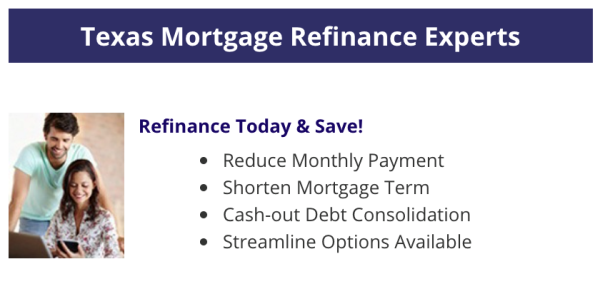 Texas Mortgage Refinance Experts
Refinance Today & Save!
• Reduce Monthly Payment
• Shorten Mortgage Term
• Cash-out Debt Consolidation
• Streamline Options Available